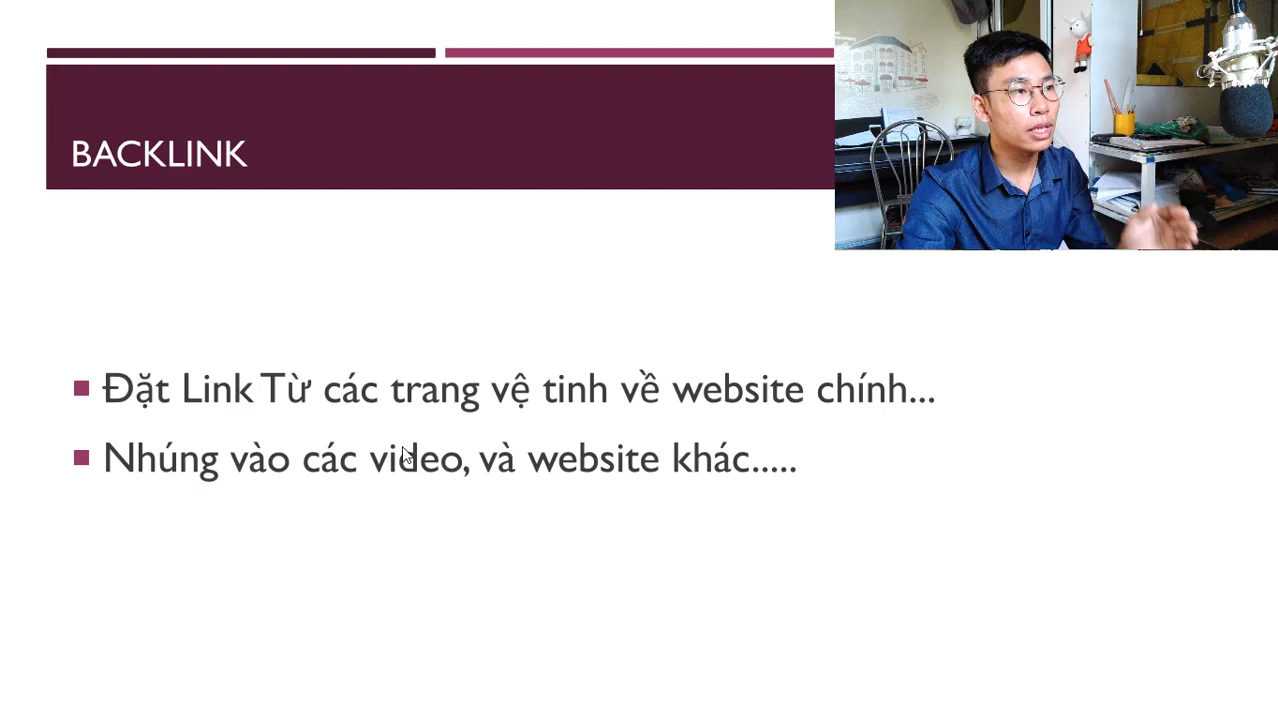 BACKLINK
Đặt Link Từ các trang vệ tinh về website chính...
Nhúng vào các video, và website khác.....